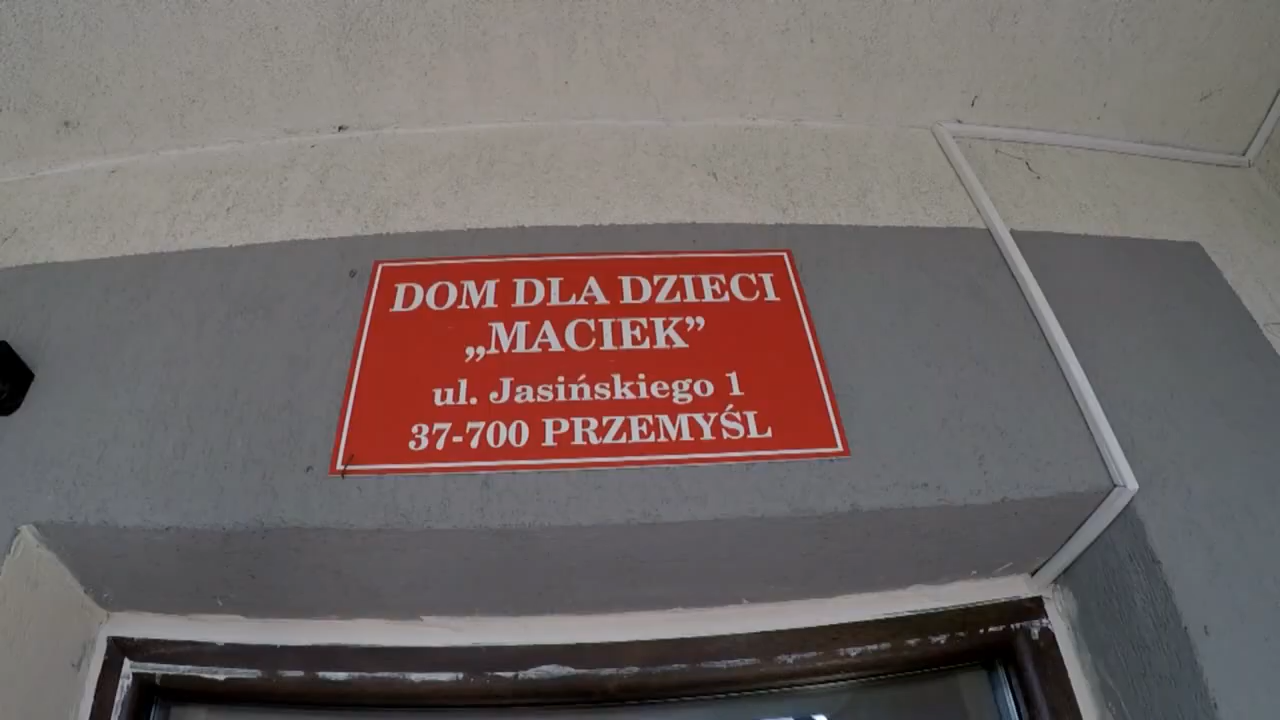 DOM DLA DZIECI
„MACIEK”
ul. Jasińskiego 1
37-700 PRZEMYŚL